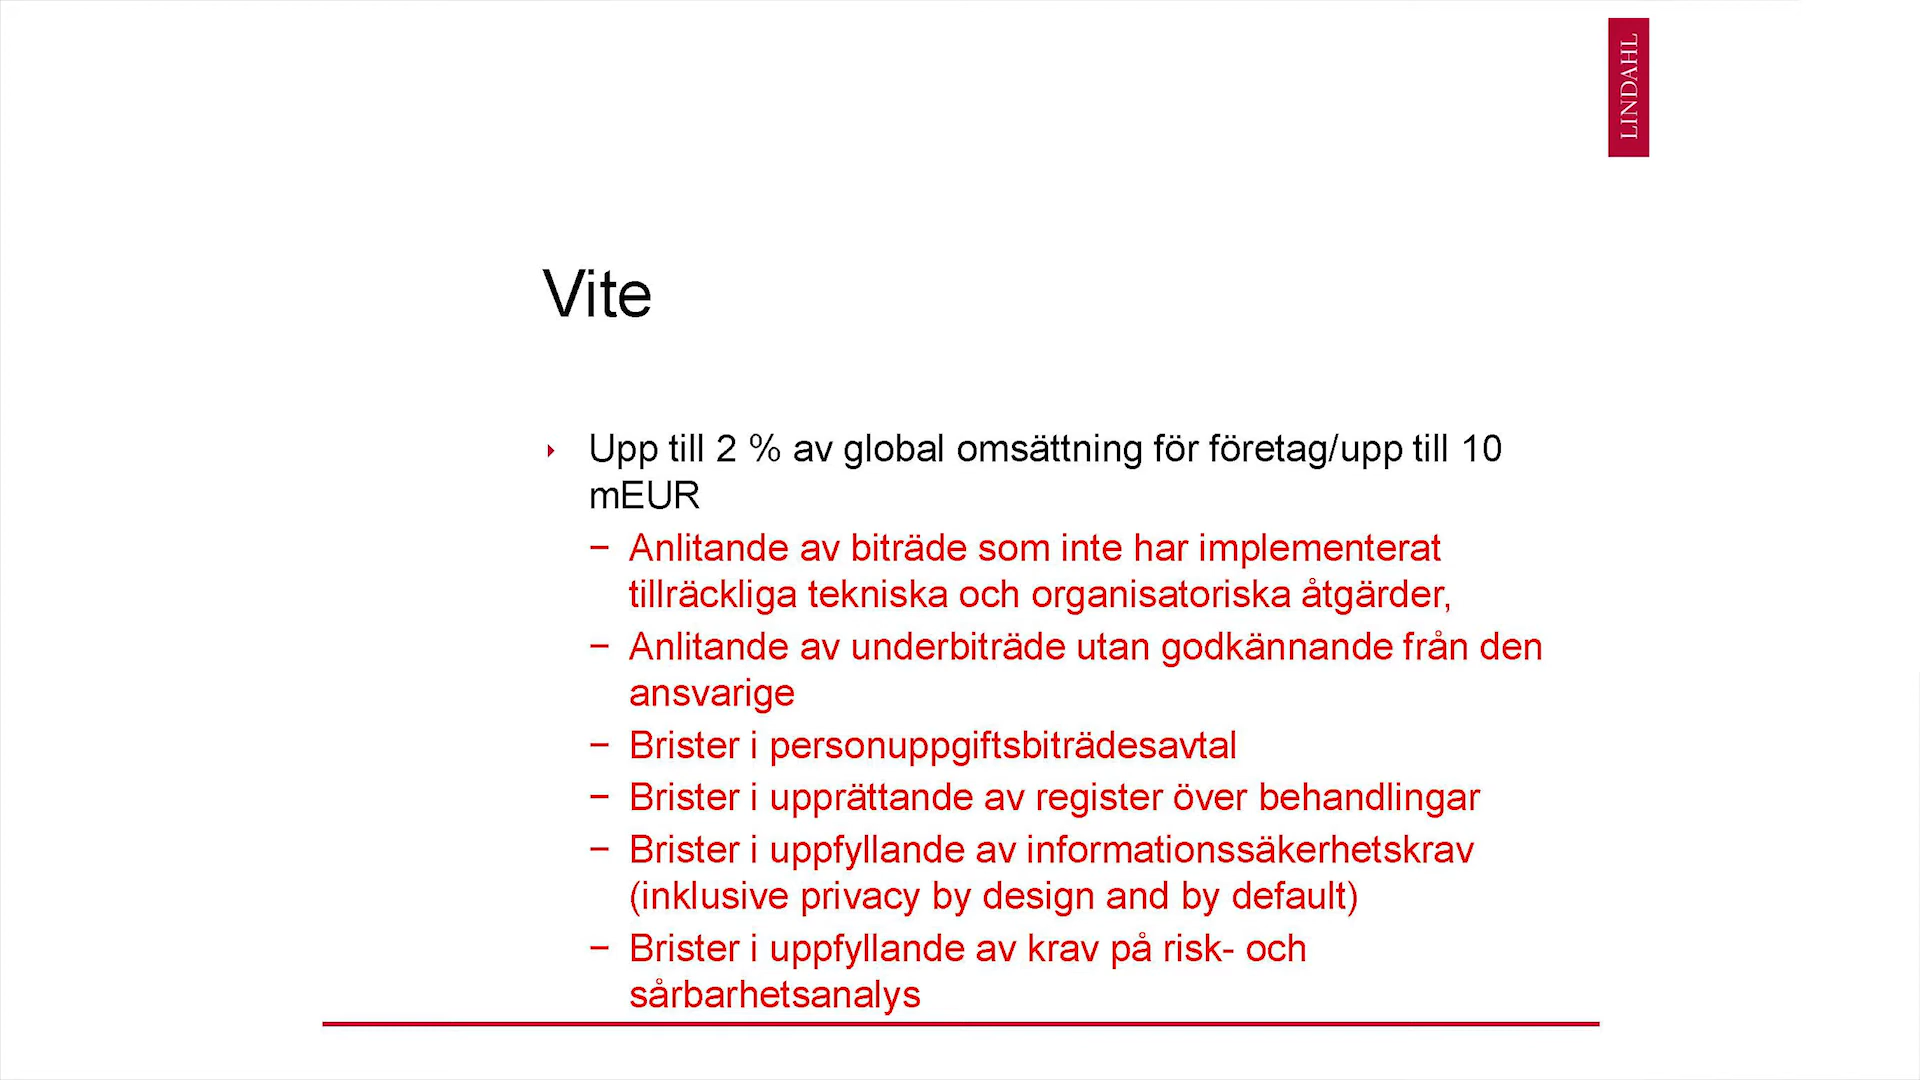 LINDAHL
Vite
‣ Upp till 2 % av global omsättning för företag/upp till 10
mEUR
− Anlitande av biträde som inte har implementerat
tillräckliga tekniska och organisatoriska åtgärder,
− Anlitande av underbiträde utan godkännande från den
ansvarige
− Brister i personuppgiftsbiträdesavtal
− Brister i upprättande av register över behandlingar
− Brister i uppfyllande av informationssäkerhetskrav
(inklusive privacy by design and by default)
− Brister i uppfyllande av krav på risk- och
sårbarhetsanalys